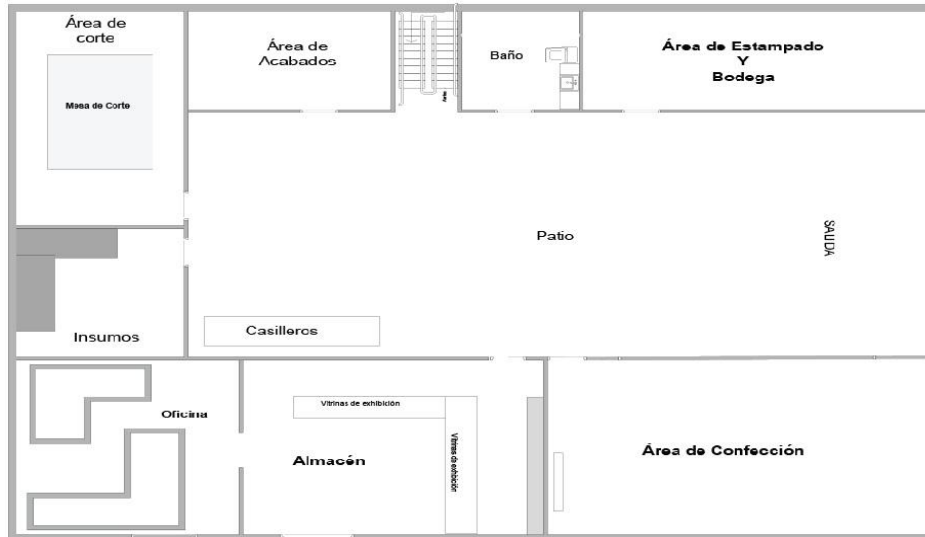 Área de
corte
Mesa de Corte
Área de
Acabados
Baño
Área de Estampado
Y
Bodega
Patio
SALIDA
Insumos
Casilleros
Oficina
Vitrinas de exhibición
Vitrinas de exhibición
Almacén
Área de Confección